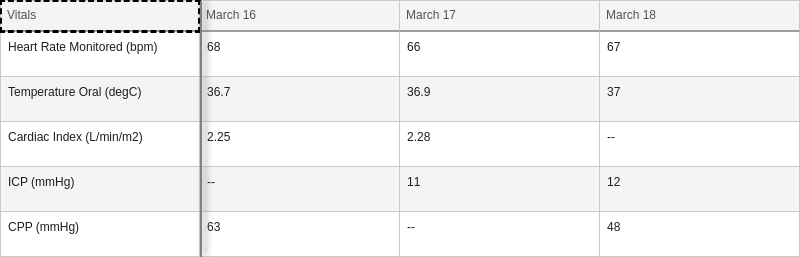 Vitals March 16 March 17 March 18
Heart Rate Monitored (bpm) 68 66 67
Temperature Oral (degC) 36.7 36.9 37
Cardiac Index (L/min/m2) 2.25 2.28 --
ICP (mmHg) -- 11 12
CPP (mmHg) 63 -- 48